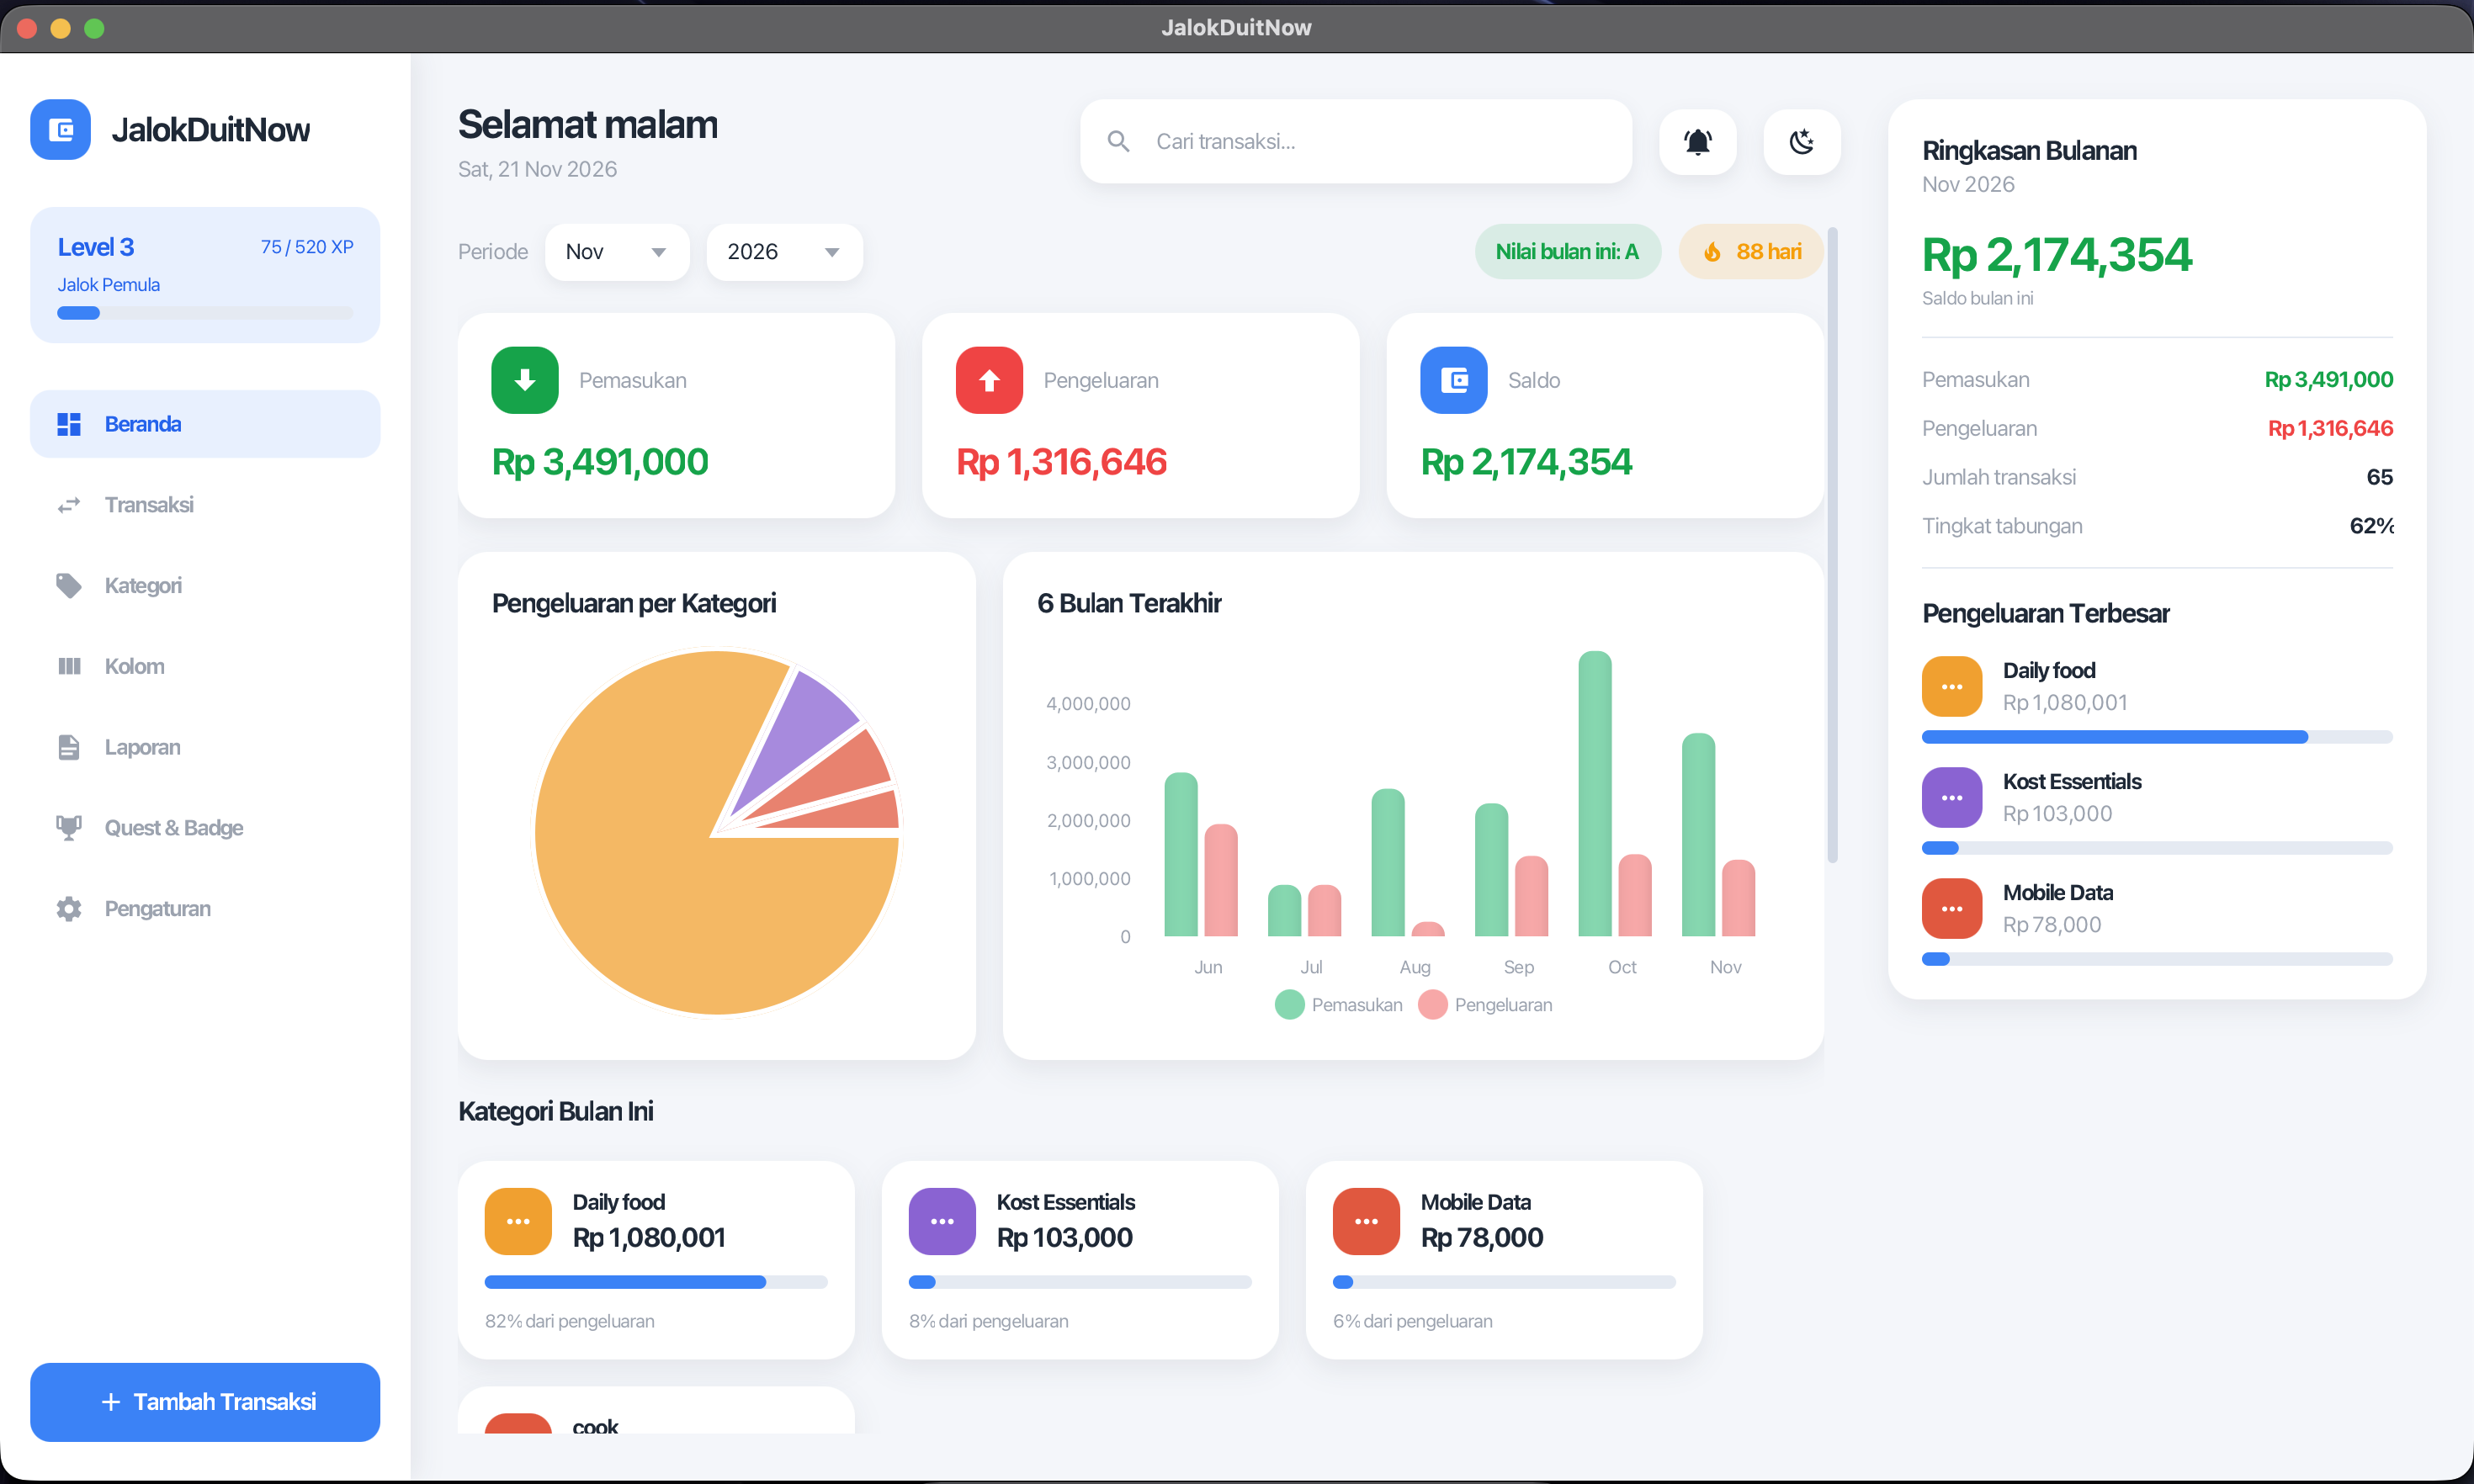 JalokDuitNow
JalokDuitNow
Level 3
75 / 520 XP
Jalok Pemula
Beranda
Transaksi
Kategori
Kolom
Laporan
Quest & Badge
Pengaturan
+ Tambah Transaksi
Selamat malam
Sat, 21 Nov 2026
Cari transaksi...
Periode
Nov
2026
Nilai bulan ini: A
88 hari
Pemasukan
Rp 3,491,000
Pengeluaran
Rp 1,316,646
Saldo
Rp 2,174,354
Pengeluaran per Kategori
6 Bulan Terakhir
4,000,000
3,000,000
2,000,000
1,000,000
0
Jun Jul Aug Sep Oct Nov
Pemasukan Pengeluaran
Kategori Bulan Ini
Daily food
Rp 1,080,001
82% dari pengeluaran
Kost Essentials
Rp 103,000
8% dari pengeluaran
Mobile Data
Rp 78,000
6% dari pengeluaran
cook
Ringkasan Bulanan
Nov 2026
Rp 2,174,354
Saldo bulan ini
Pemasukan Rp 3,491,000
Pengeluaran Rp 1,316,646
Jumlah transaksi 65
Tingkat tabungan 62%
Pengeluaran Terbesar
Daily food
Rp 1,080,001
Kost Essentials
Rp 103,000
Mobile Data
Rp 78,000